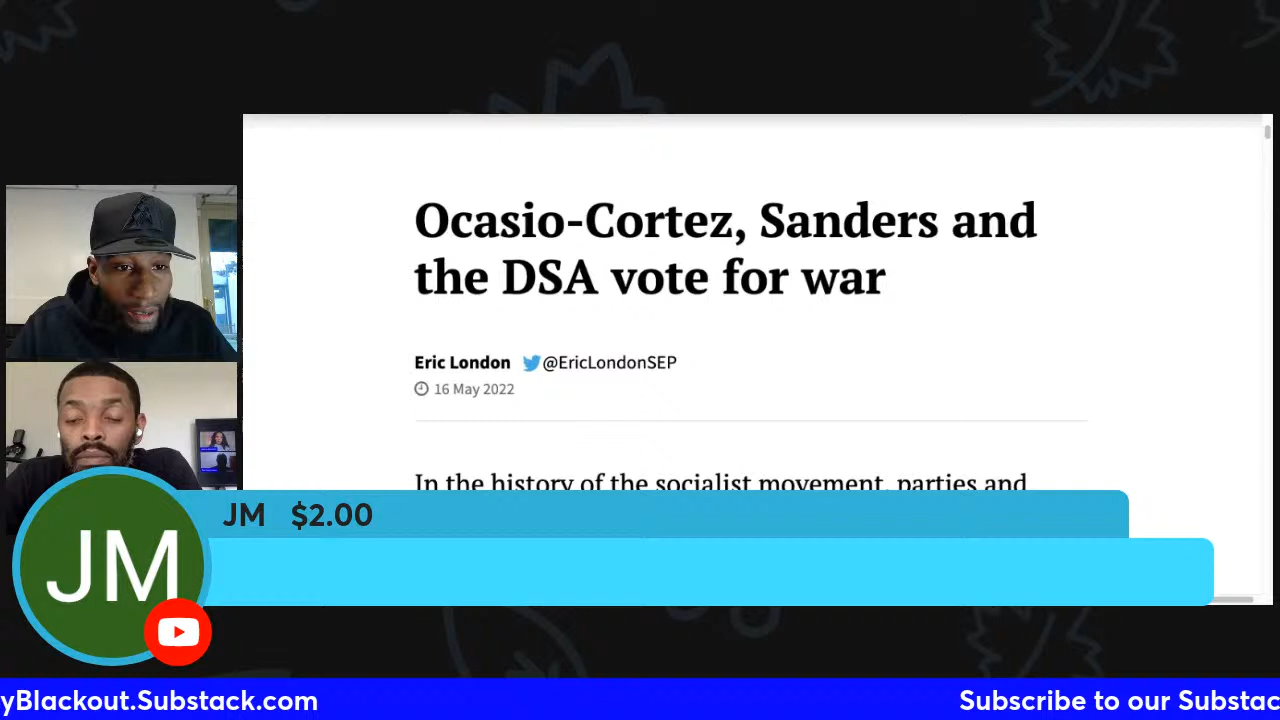 Ocasio-Cortez, Sanders and
the DSA vote for war
Eric London @EricLondonSEP
16 May 2022
In the history of the socialist movement, parties and
JM $2.00
JM
yBlackout.Substack.com Subscribe to our Substac